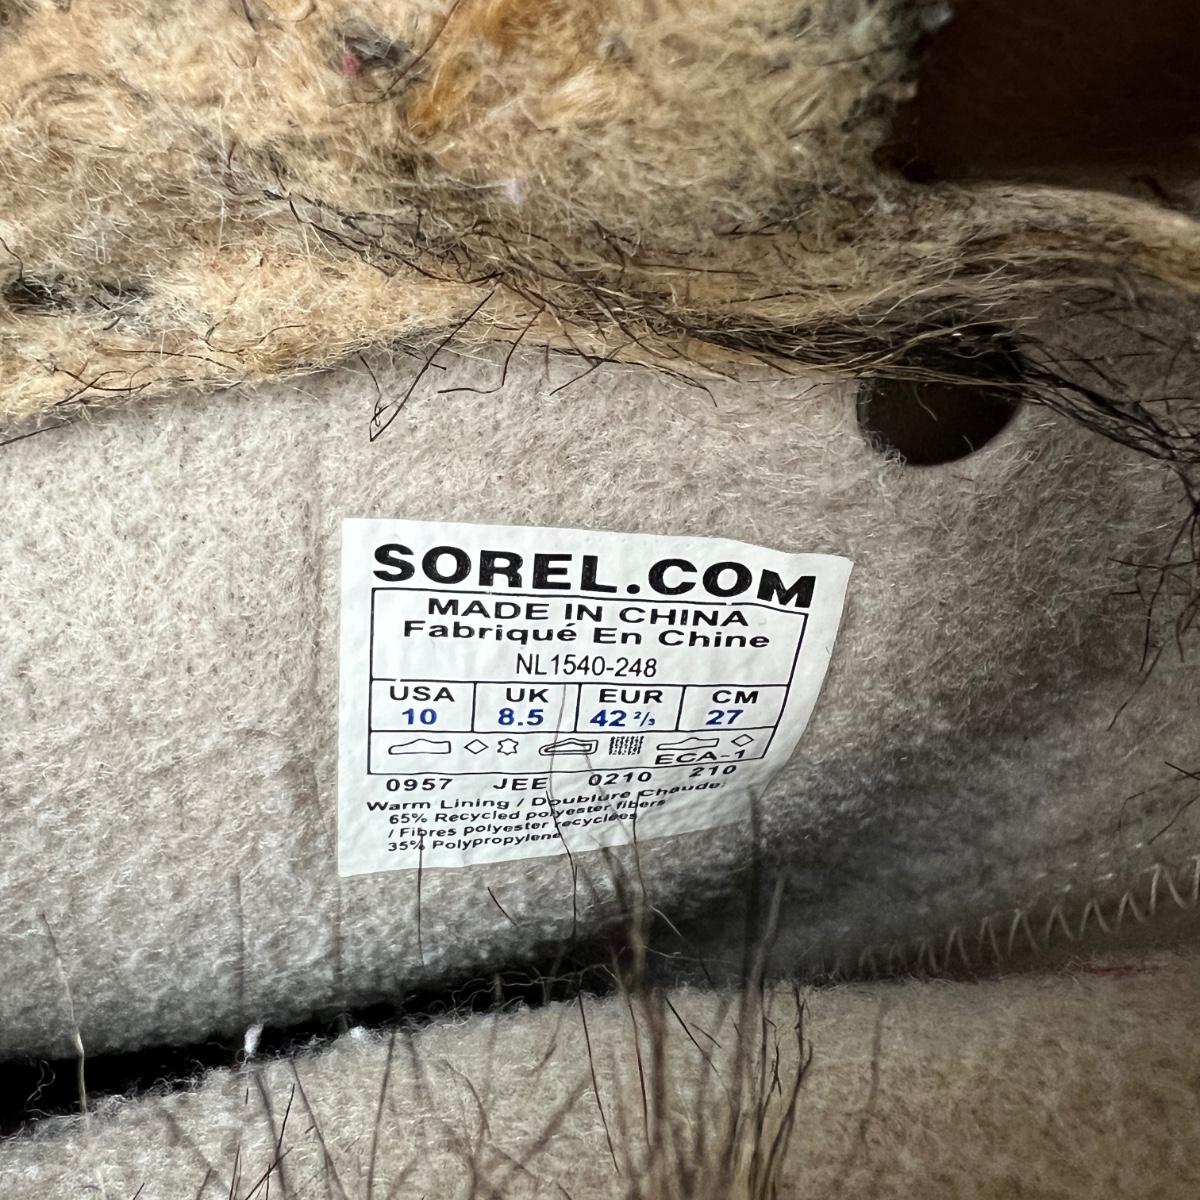 SOREL.COM
MADE IN CHINA
Fabriqué En Chine
NL1540-248
USA UK EUR CM
10 8.5 42 ²/₃ 27
ECA-1
0957 JEE 0210 210
Warm Lining / Doublure Chaude:
65% Recycled polyester fibers
/ Fibres polyester recyclées
35% Polypropylene